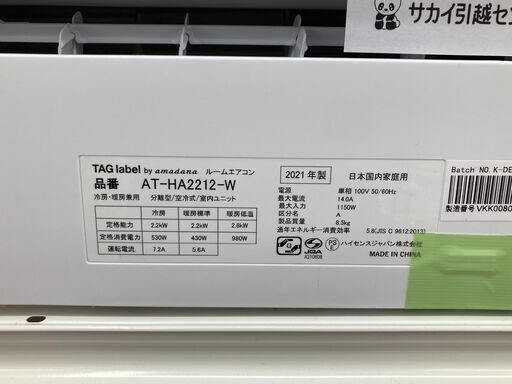 サカイ引越セン
TAG label by amadana ルームエアコン
品番 AT-HA2212-W
冷房・暖房兼用 分離型/空冷式/室内ユニット
冷房 暖房標準 暖房低温
定格能力 2.2kW 2.2kW 2.8kW
定格消費電力 530W 430W 980W
運転電流 7.2A 5.6A
2021年製 日本国内家庭用
電源 単相 100V 50/60Hz
最大電流 14.0A
最大電力 1150W
区分名 A
製品質量 8.5kg
通年エネルギー消費効率 5.8(JIS C 9612:2013)
PS E
JQA
JQ10808
ハイセンスジャパン株式会社
MADE IN CHINA
Batch NO. K-DE
製造番号 VKK0080